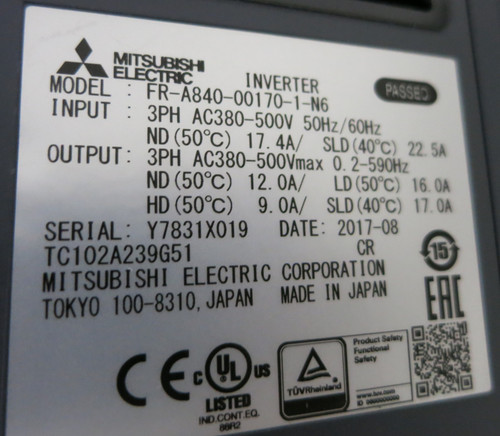 MITSUBISHI
ELECTRIC INVERTER PASSED
MODEL : FR-A840-00170-1-N6
INPUT : 3PH AC380-500V 50Hz/60Hz
ND(50℃) 17.4A/ SLD(40℃) 22.5A
OUTPUT: 3PH AC380-500Vmax 0.2-590Hz
ND(50℃) 12.0A/ LD(50℃) 16.0A
HD(50℃) 9.0A/ SLD(40℃) 17.0A
SERIAL: Y7831X019 DATE: 2017-08
TC102A239G51 CR
MITSUBISHI ELECTRIC CORPORATION
TOKYO 100-8310, JAPAN MADE IN JAPAN
15
EAC
CE
c UL us
LISTED
IND.CONT.EQ.
86R2
TÜVRheinland
Product Safety
Functional
Safety
www.tuv.com